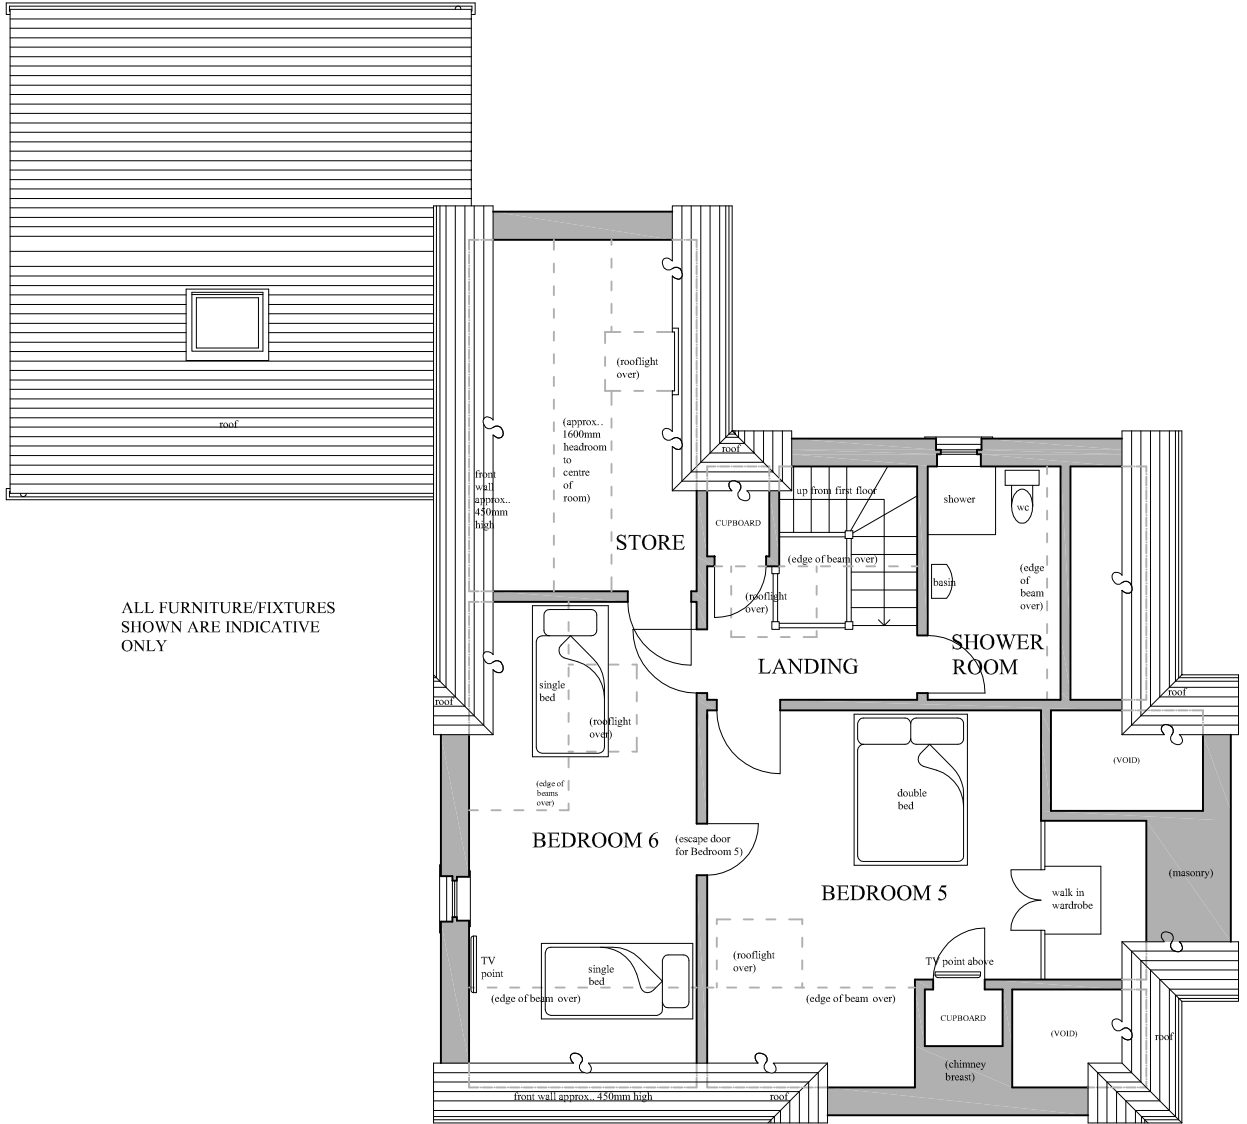 (rooflight
over)
roof
(approx..
1600mm
headroom
to
centre
of
room)
roof
front
wall
approx..
450mm
high
up from first floor
shower
wc
CUPBOARD
STORE
(edge of beam over)
(edge
of
beam
over)
basin
(rooflight
over)
ALL FURNITURE/FIXTURES
SHOWN ARE INDICATIVE
ONLY
SHOWER
ROOM
LANDING
single
bed
roof
roof
(rooflight
over)
(VOID)
(edge of
beams
over)
double
bed
BEDROOM 6
(escape door
for Bedroom 5)
(masonry)
BEDROOM 5
walk in
wardrobe
TV
point
single
bed
(rooflight
over)
TV point above
(edge of beam over)
(edge of beam over)
CUPBOARD
(VOID)
roof
(chimney
breast)
front wall approx.. 450mm high
roof